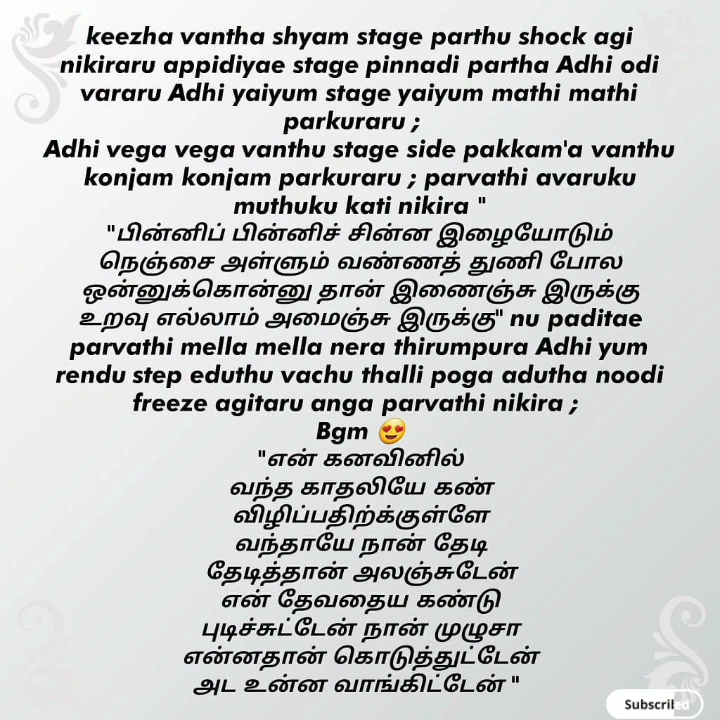 keezha vantha shyam stage parthu shock agi
nikiraru appidiyae stage pinnadi partha Adhi odi
vararu Adhi yaiyum stage yaiyum mathi mathi
parkuraru ;
Adhi vega vega vanthu stage side pakkam'a vanthu
konjam konjam parkuraru ; parvathi avaruku
muthuku kati nikira "
"பின்னிப் பின்னிச் சின்ன இழையோடும்
நெஞ்சை அள்ளும் வண்ணத் துணி போல
ஒன்னுக்கொன்னு தான் இணைஞ்சு இருக்கு
உறவு எல்லாம் அமைஞ்சு இருக்கு" nu paditae
parvathi mella mella nera thirumpura Adhi yum
rendu step eduthu vachu thalli poga adutha noodi
freeze agitaru anga parvathi nikira ;
Bgm 😍
"என் கனவினில்
வந்த காதலியே கண்
விழிப்பதிற்க்குள்ளே
வந்தாயே நான் தேடி
தேடித்தான் அலஞ்சுடேன்
என் தேவதைய கண்டு
புடிச்சுட்டேன் நான் முழுசா
என்னதான் கொடுத்துட்டேன்
அட உன்ன வாங்கிட்டேன் "
Subscribed